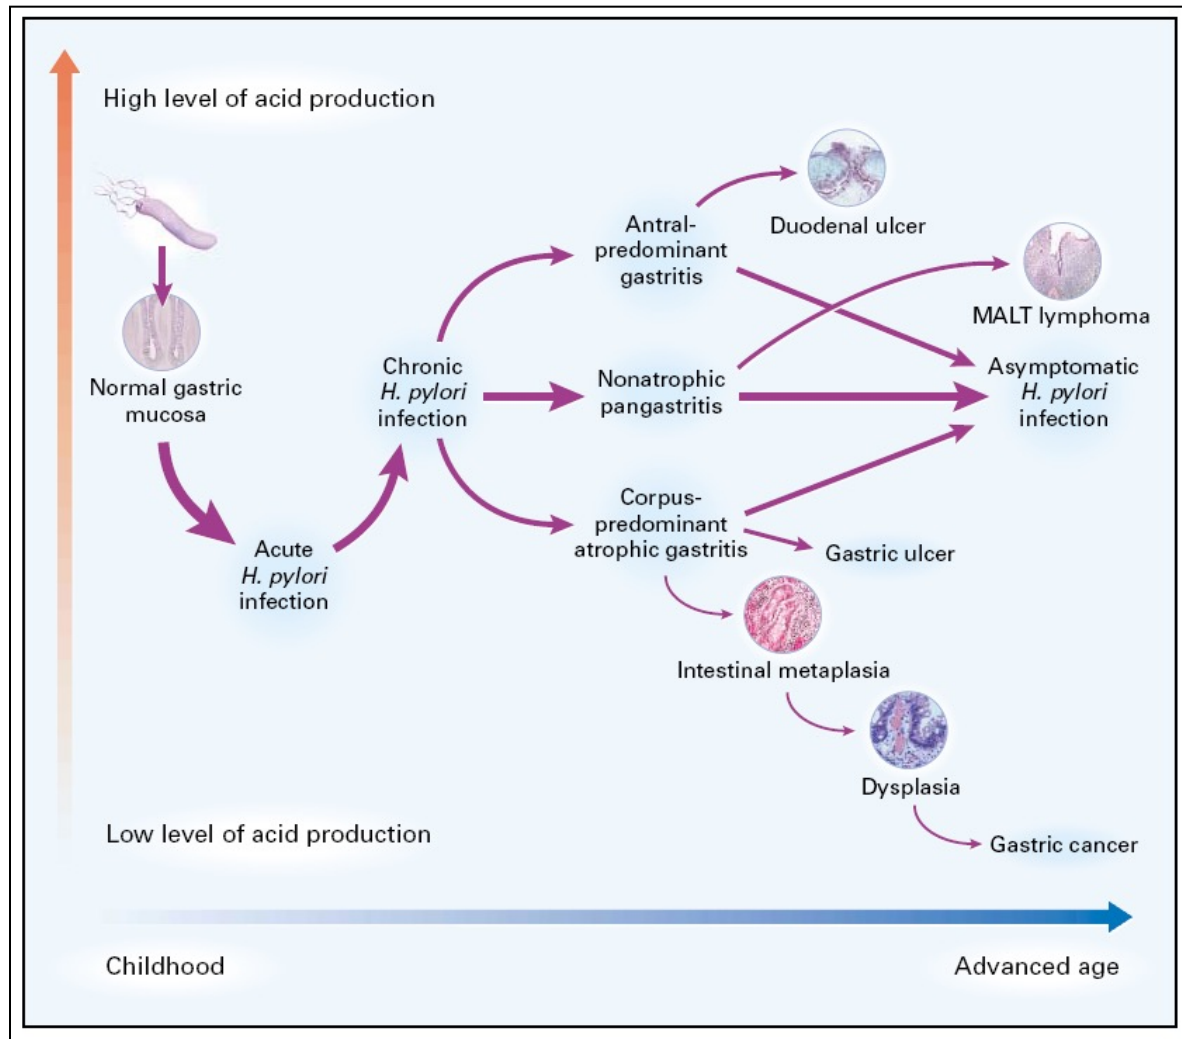 High level of acid production
Duodenal ulcer
Antral-
predominant
gastritis
MALT lymphoma
Normal gastric
mucosa
Chronic
H. pylori
infection
Nonatrophic
pangastritis
Asymptomatic
H. pylori
infection
Acute
H. pylori
infection
Corpus-
predominant
atrophic gastritis
Gastric ulcer
Intestinal metaplasia
Dysplasia
Low level of acid production
Gastric cancer
Childhood
Advanced age